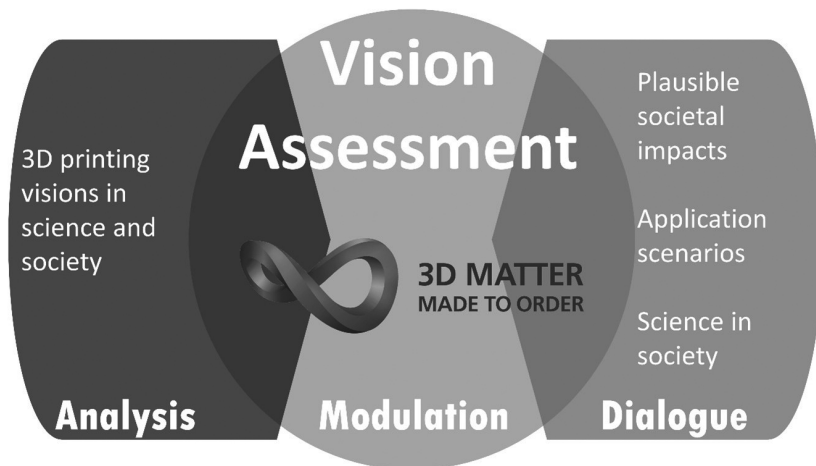 Vision
Assessment
3D printing
visions in
science and
society
3D MATTER
MADE TO ORDER
Plausible
societal
impacts
Application
scenarios
Science in
society
Analysis
Modulation
Dialogue